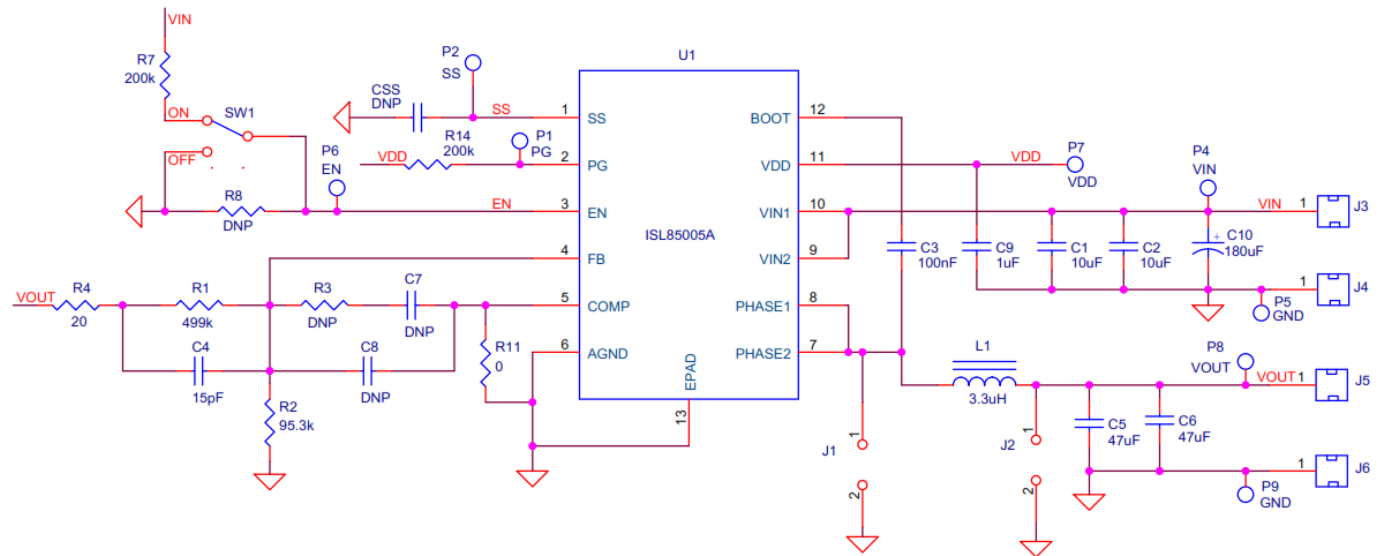 VIN
R7
200k
ON
SW1
OFF
R8
DNP
P6
EN
CSS
DNP
P2
SS
SS
VDD
R14
200k
P1
PG
EN
U1
ISL85005A
1
SS
2
PG
3
EN
4
FB
5
COMP
6
AGND
EPAD
13
BOOT
12
VDD
11
VIN1
10
VIN2
9
PHASE1
8
PHASE2
7
VOUT
R4
20
R1
499k
C4
15pF
R3
DNP
C7
DNP
C8
DNP
R2
95.3k
R11
0
VDD
P7
VDD
P4
VIN
VIN
1
J3
C3
100nF
C9
1uF
C1
10uF
C2
10uF
+
C10
180uF
1
J4
P5
GND
L1
3.3uH
P8
VOUT
VOUT
1
J5
J1
1
2
J2
1
2
C5
47uF
C6
47uF
1
J6
P9
GND